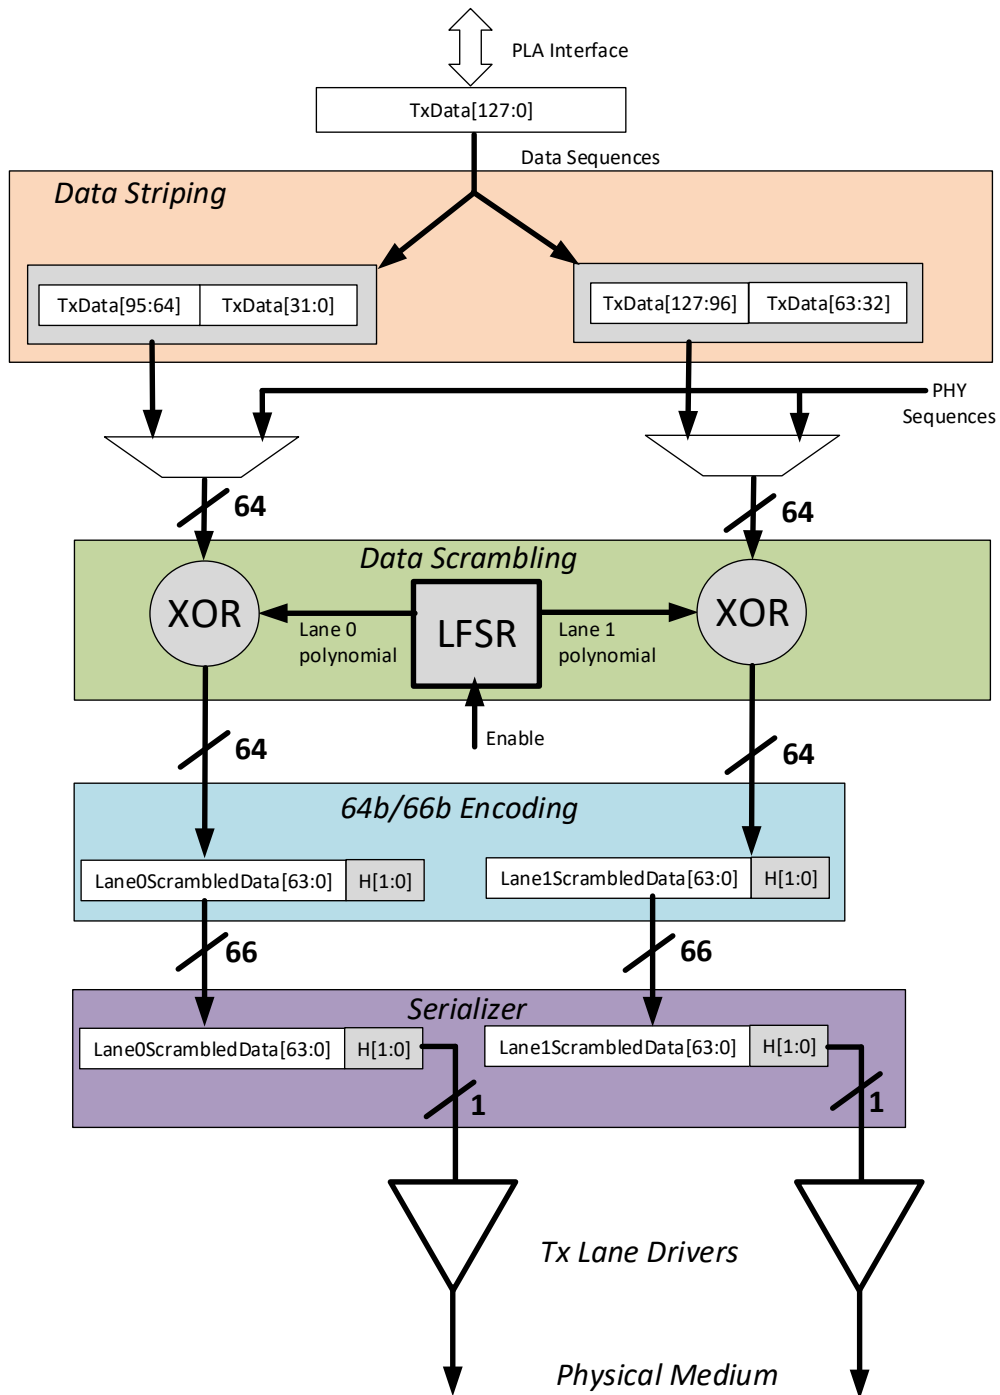 PLA Interface
TxData[127:0]
Data Sequences
Data Striping
TxData[95:64] TxData[31:0] TxData[127:96] TxData[63:32]
PHY
Sequences
64 64
Data Scrambling
XOR LFSR XOR
Lane 0 Lane 1
polynomial polynomial
Enable
64 64
64b/66b Encoding
Lane0ScrambledData[63:0] H[1:0] Lane1ScrambledData[63:0] H[1:0]
66 66
Serializer
Lane0ScrambledData[63:0] H[1:0] Lane1ScrambledData[63:0] H[1:0]
1 1
Tx Lane Drivers
Physical Medium